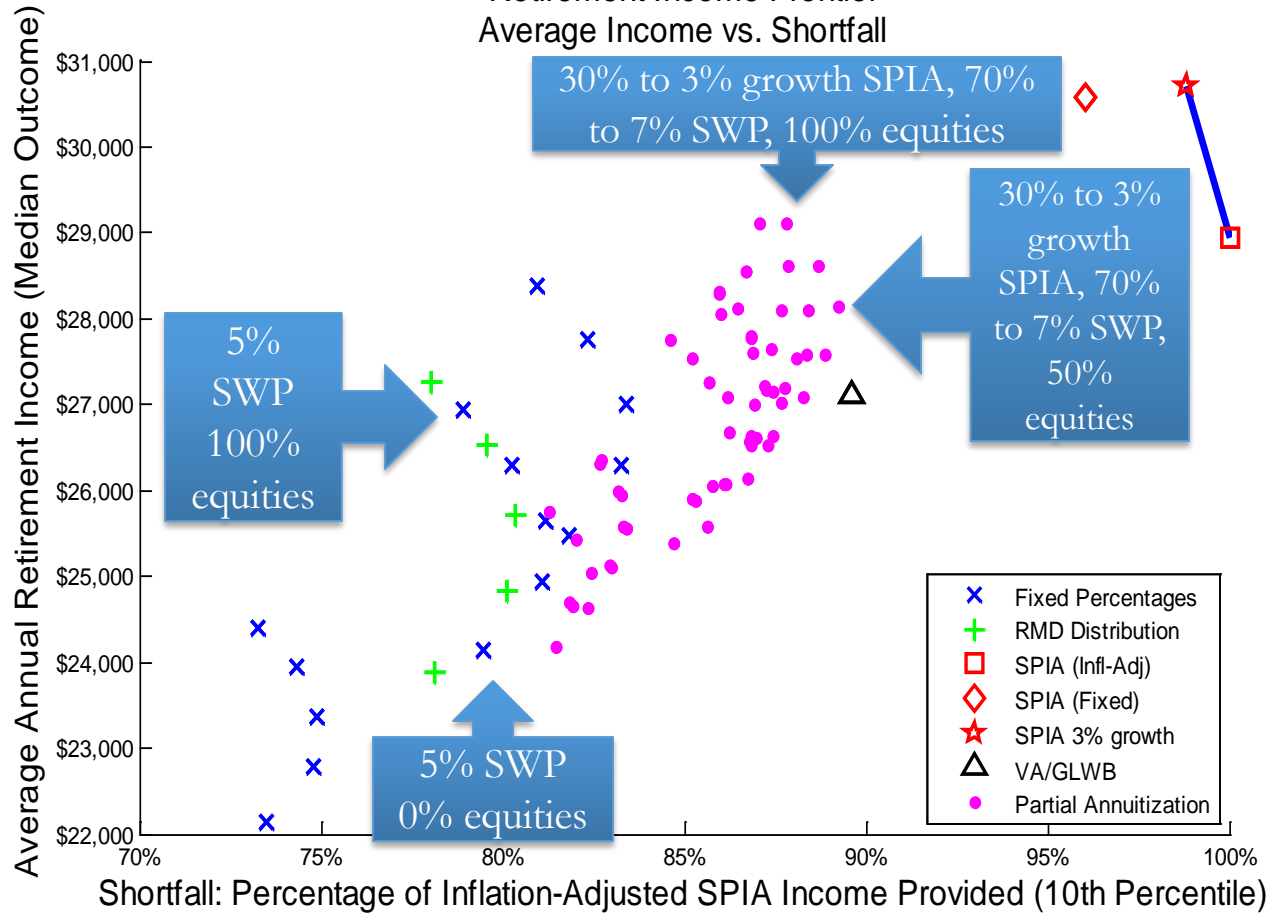 Average Income vs. Shortfall
Average Annual Retirement Income (Median Outcome)
$31,000
$30,000
$29,000
$28,000
$27,000
$26,000
$25,000
$24,000
$23,000
$22,000
30% to 3% growth SPIA, 70%
to 7% SWP, 100% equities
30% to 3%
growth
SPIA, 70%
to 7% SWP,
50%
equities
5%
SWP
100%
equities
5% SWP
0% equities
Fixed Percentages
RMD Distribution
SPIA (Infl-Adj)
SPIA (Fixed)
SPIA 3% growth
VA/GLWB
Partial Annuitization
70%
75%
80%
85%
90%
95%
100%
Shortfall: Percentage of Inflation-Adjusted SPIA Income Provided (10th Percentile)